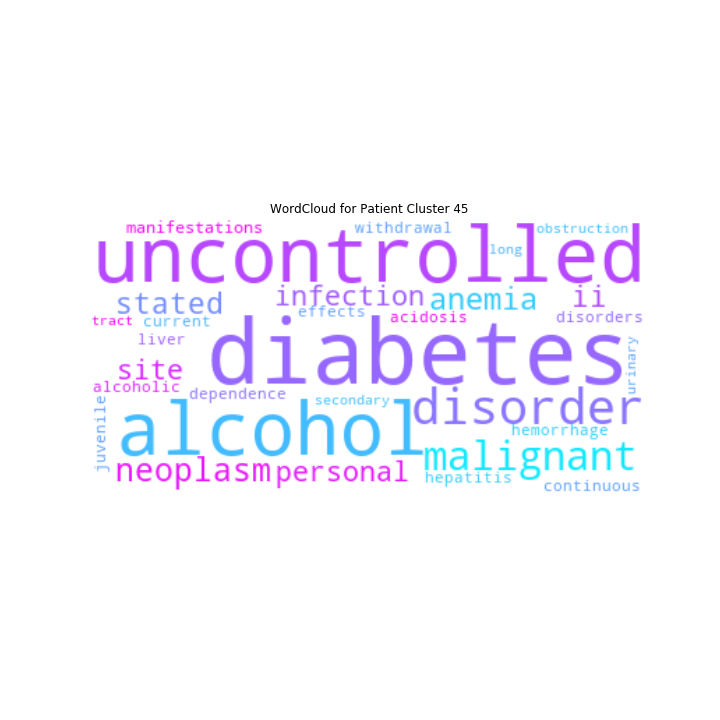 WordCloud for Patient Cluster 45
manifestations
withdrawal
obstruction
uncontrolled
long
stated
infection
anemia
ii
effects
tract
current
acidosis
disorders
liver
diabetes
urinary
site
alcoholic
dependence
secondary
juvenile
alcohol
disorder
hemorrhage
malignant
neoplasm
personal
hepatitis
continuous